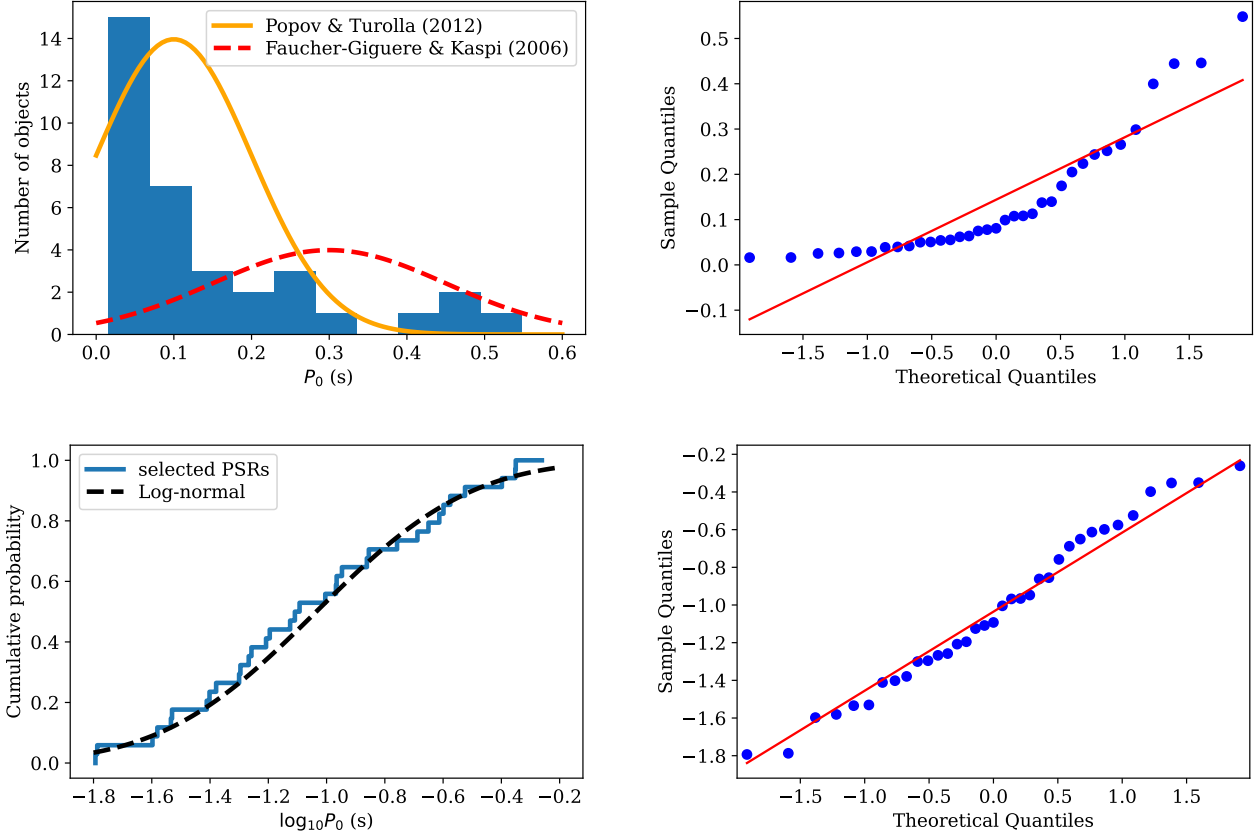 Popov & Turolla (2012)
Faucher-Giguere & Kaspi (2006)
Number of objects
14
12
10
8
6
4
2
0
0.0 0.1 0.2 0.3 0.4 0.5 0.6
P0 (s)
Sample Quantiles
0.5
0.4
0.3
0.2
0.1
0.0
−0.1
−1.5 −1.0 −0.5 0.0 0.5 1.0 1.5
Theoretical Quantiles
selected PSRs
Log-normal
Cumulative probability
1.0
0.8
0.6
0.4
0.2
0.0
−1.8 −1.6 −1.4 −1.2 −1.0 −0.8 −0.6 −0.4 −0.2
log10P0 (s)
Sample Quantiles
−0.2
−0.4
−0.6
−0.8
−1.0
−1.2
−1.4
−1.6
−1.8
−1.5 −1.0 −0.5 0.0 0.5 1.0 1.5
Theoretical Quantiles